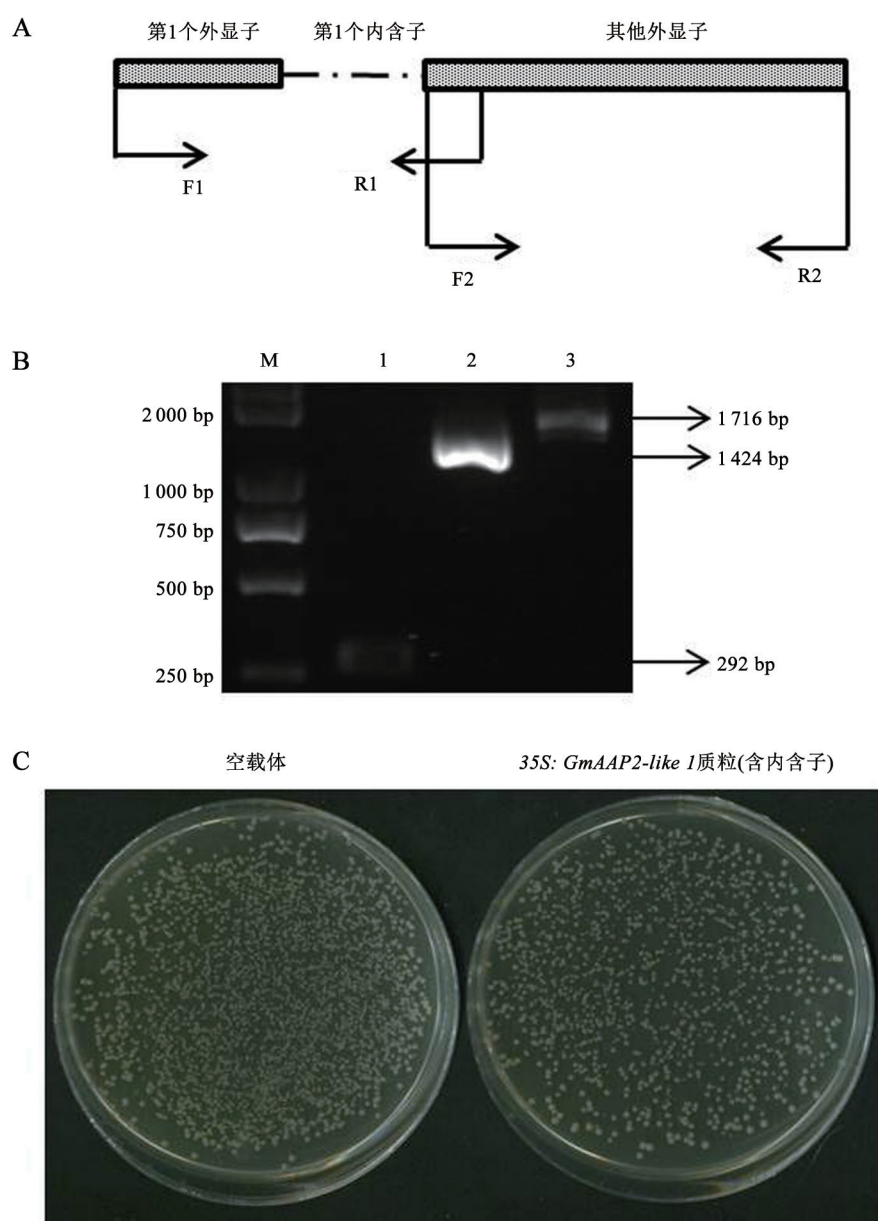 A
第1个外显子 第1个内含子 其他外显子
F1
R1
F2
R2
B
M 1 2 3
2 000 bp
1 000 bp
750 bp
500 bp
250 bp
1 716 bp
1 424 bp
292 bp
C
空载体 35S: GmAAP2-like 1质粒(含内含子)